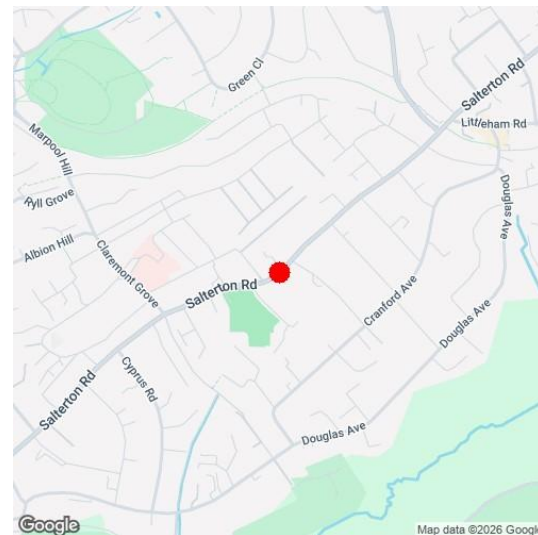 Green Cl
Salterton Rd
Littleham Rd
Marpool Hill
Ryll Grove
Douglas Ave
Albion Hill
Claremont Grove
Salterton Rd
Cranford Ave
Douglas Ave
Cyprus Rd
Salterton Rd
Douglas Ave
Google
Map data ©2026 Google